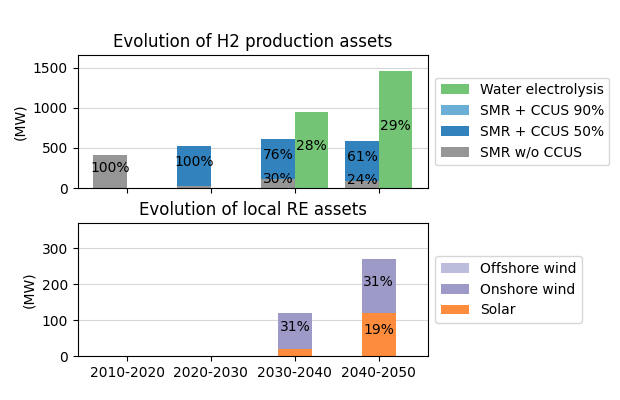 Evolution of H2 production assets
1500
1000
500
0
(MW)
100%
100%
76%
30%
28%
61%
24%
29%
Water electrolysis
SMR + CCUS 90%
SMR + CCUS 50%
SMR w/o CCUS
Evolution of local RE assets
300
200
100
0
(MW)
31%
31%
19%
2010-2020
2020-2030
2030-2040
2040-2050
Offshore wind
Onshore wind
Solar